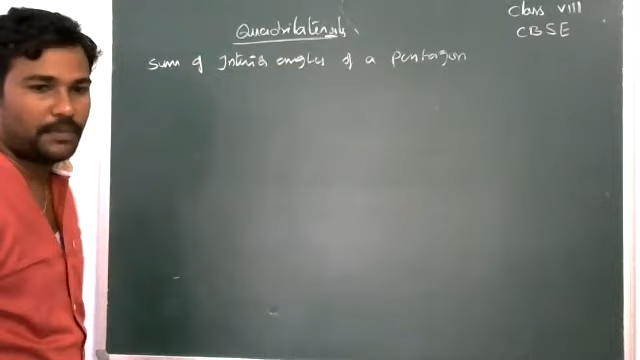 Quadrilaterals.
Class VIII
CBSE
Sum of Interior angles of a pentagon